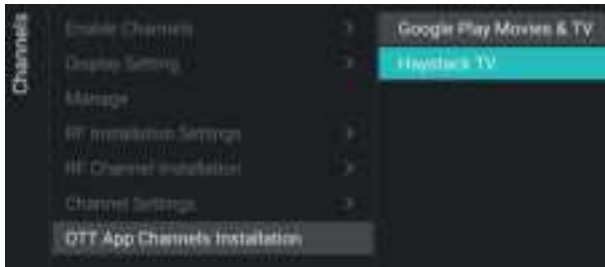 Channels
Enable Channels
Display Setting
Manage
RF Installation Settings
RF Channel Installation
Channel Settings
OTT App Channels Installation
Google Play Movies & TV
Haystack TV